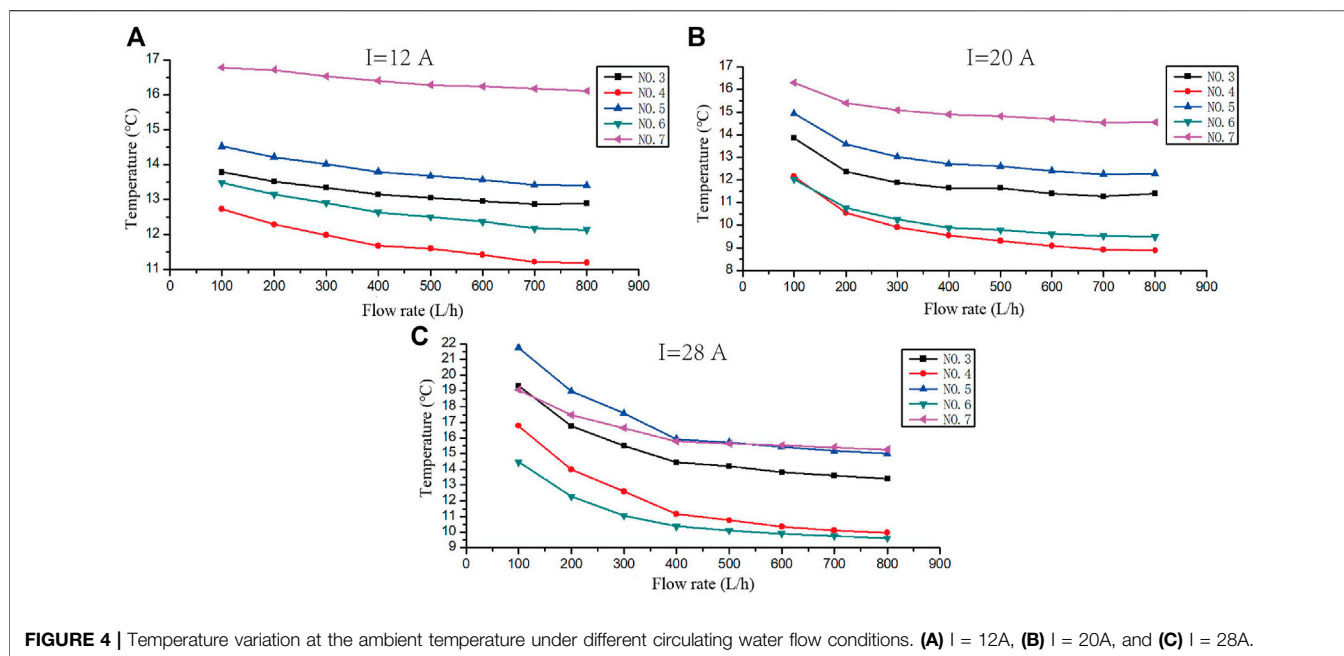 A
I=12 A
17
16
15
14
13
12
11
Temperature (°C)
0 100 200 300 400 500 600 700 800 900
Flow rate (L/h)
NO. 3
NO. 4
NO. 5
NO. 6
NO. 7
B
I=20 A
17
16
15
14
13
12
11
10
9
8
Temperature (°C)
0 100 200 300 400 500 600 700 800 900
Flow rate (L/h)
NO. 3
NO. 4
NO. 5
NO. 6
NO. 7
C
I=28 A
22
21
20
19
18
17
16
15
14
13
12
11
10
9
Temperature (°C)
0 100 200 300 400 500 600 700 800 900
Flow rate (L/h)
NO. 3
NO. 4
NO. 5
NO. 6
NO. 7
FIGURE 4 | Temperature variation at the ambient temperature under different circulating water flow conditions. (A) I = 12A, (B) I = 20A, and (C) I = 28A.